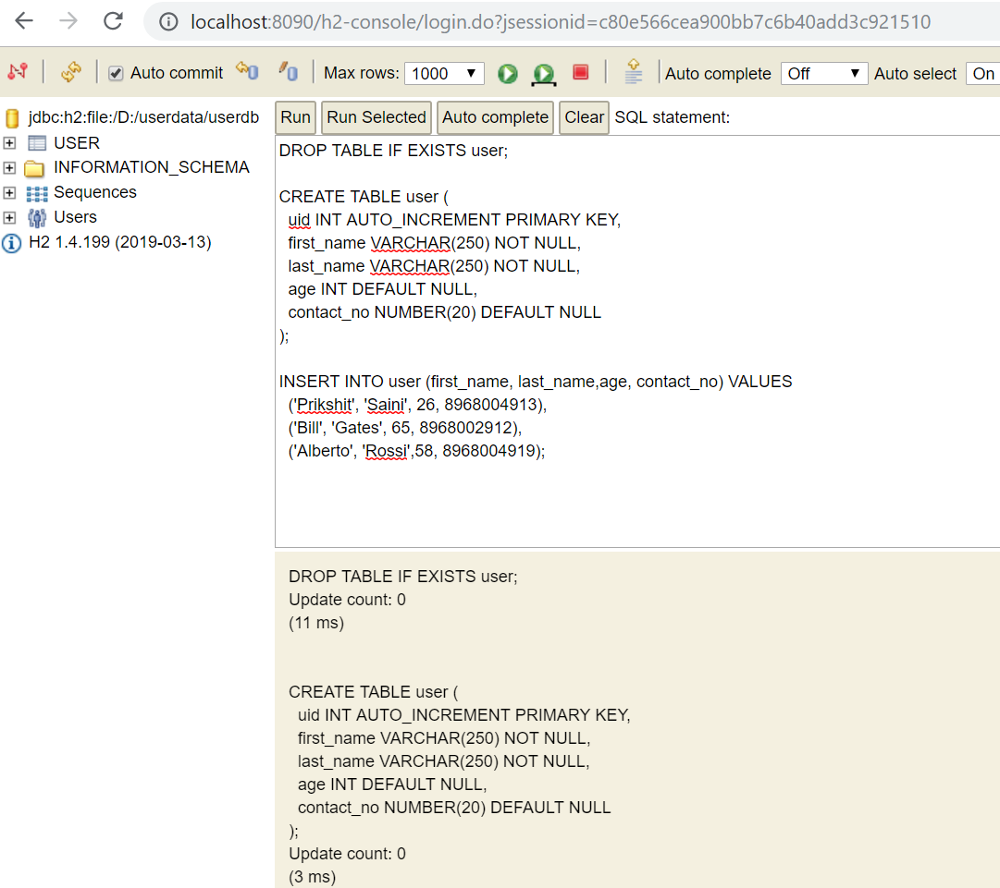 localhost:8090/h2-console/login.do?jsessionid=c80e566cea900bb7c6b40add3c921510
Auto commit Max rows: 1000 Auto complete Off Auto select On
jdbc:h2:file:/D:/userdata/userdb
USER
INFORMATION_SCHEMA
Sequences
Users
H2 1.4.199 (2019-03-13)
Run Run Selected Auto complete Clear SQL statement:
DROP TABLE IF EXISTS user;
CREATE TABLE user (
uid INT AUTO_INCREMENT PRIMARY KEY,
first_name VARCHAR(250) NOT NULL,
last_name VARCHAR(250) NOT NULL,
age INT DEFAULT NULL,
contact_no NUMBER(20) DEFAULT NULL
);
INSERT INTO user (first_name, last_name,age, contact_no) VALUES
('Prikshit', 'Saini', 26, 8968004913),
('Bill', 'Gates', 65, 8968002912),
('Alberto', 'Rossi',58, 8968004919);
DROP TABLE IF EXISTS user;
Update count: 0
(11 ms)
CREATE TABLE user (
uid INT AUTO_INCREMENT PRIMARY KEY,
first_name VARCHAR(250) NOT NULL,
last_name VARCHAR(250) NOT NULL,
age INT DEFAULT NULL,
contact_no NUMBER(20) DEFAULT NULL
);
Update count: 0
(3 ms)